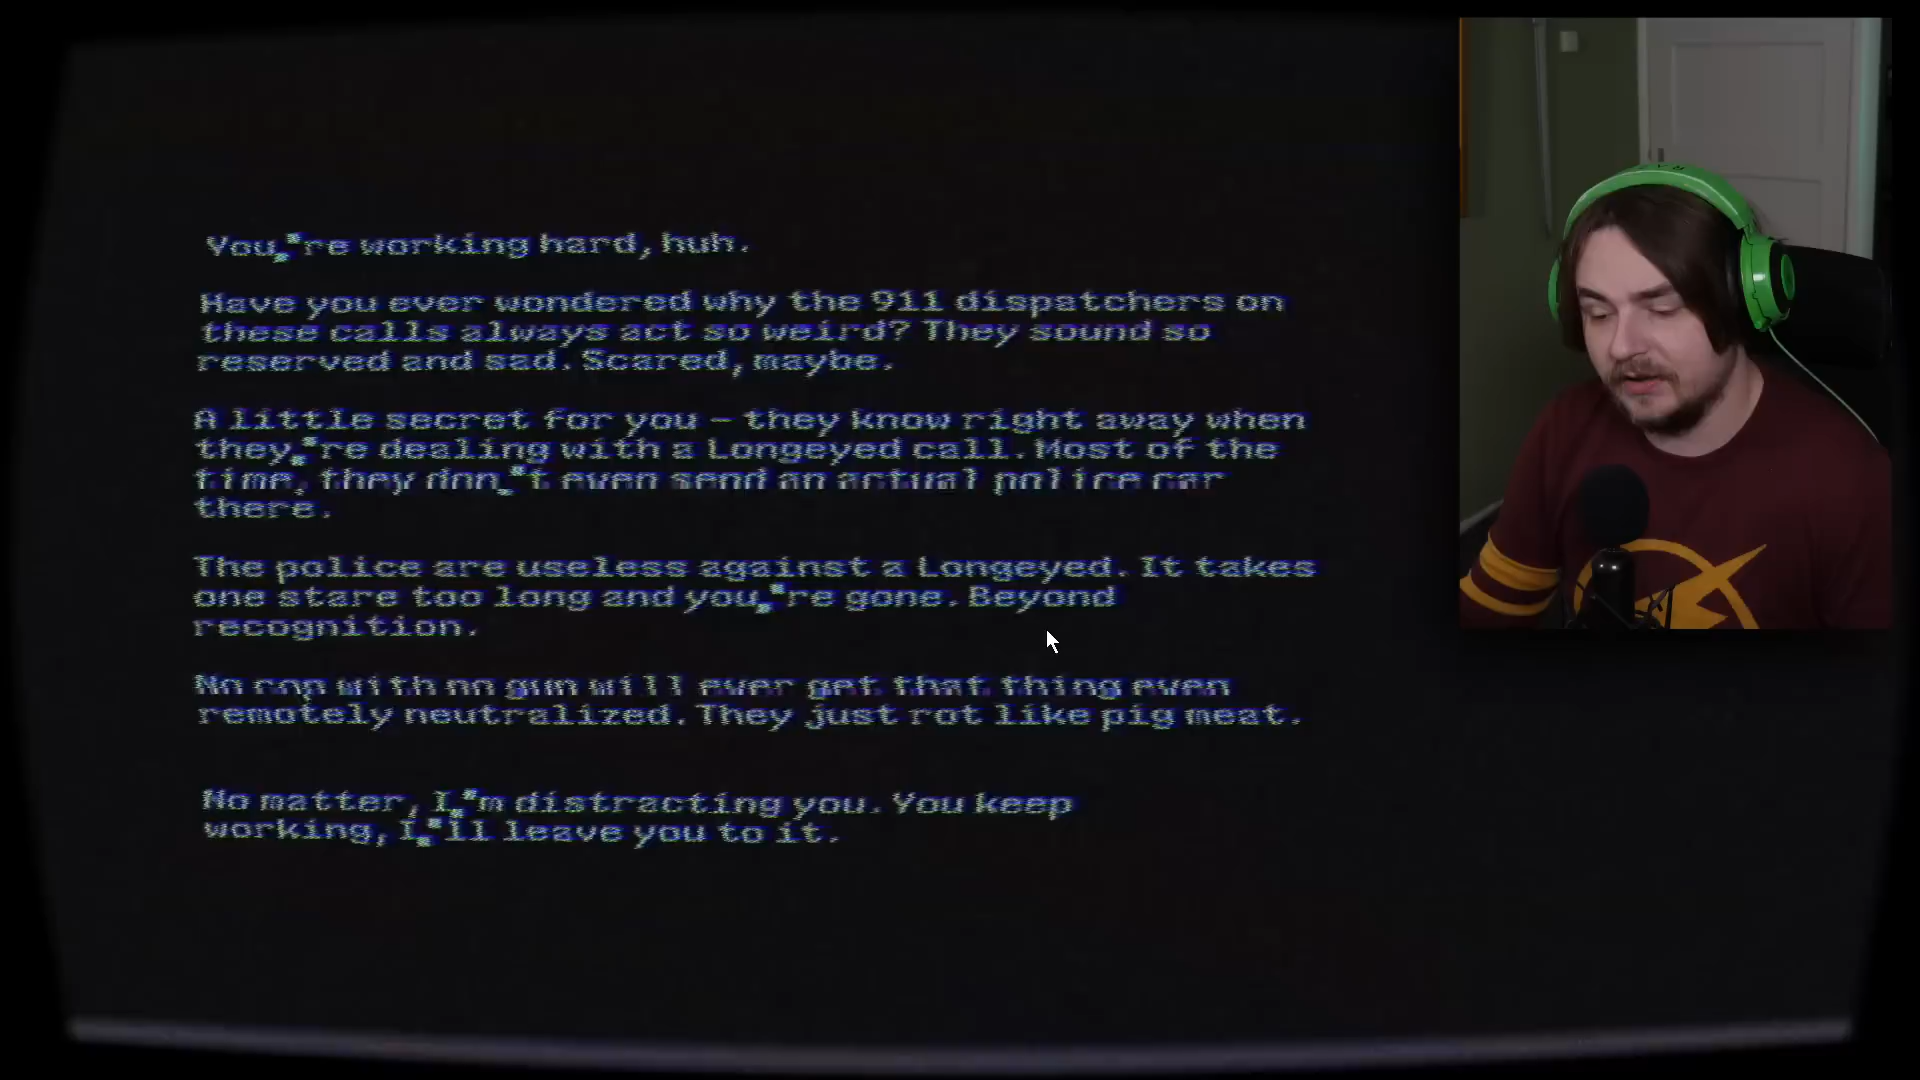 You're working hard, huh.
Have you ever wondered why the 911 dispatchers on
these calls always act so weird? They sound so
reserved and sad. Scared, maybe.
A little secret for you – they know right away when
they're dealing with a Longeyed call. Most of the
time, they don't even send an actual police car
there.
The police are useless against a Longeyed. It takes
one stare too long and you're gone. Beyond
recognition.
No cop with no gun will ever get that thing even
remotely neutralized. They just rot like pig meat.
No matter, I'm distracting you. You keep
working, I'll leave you to it.